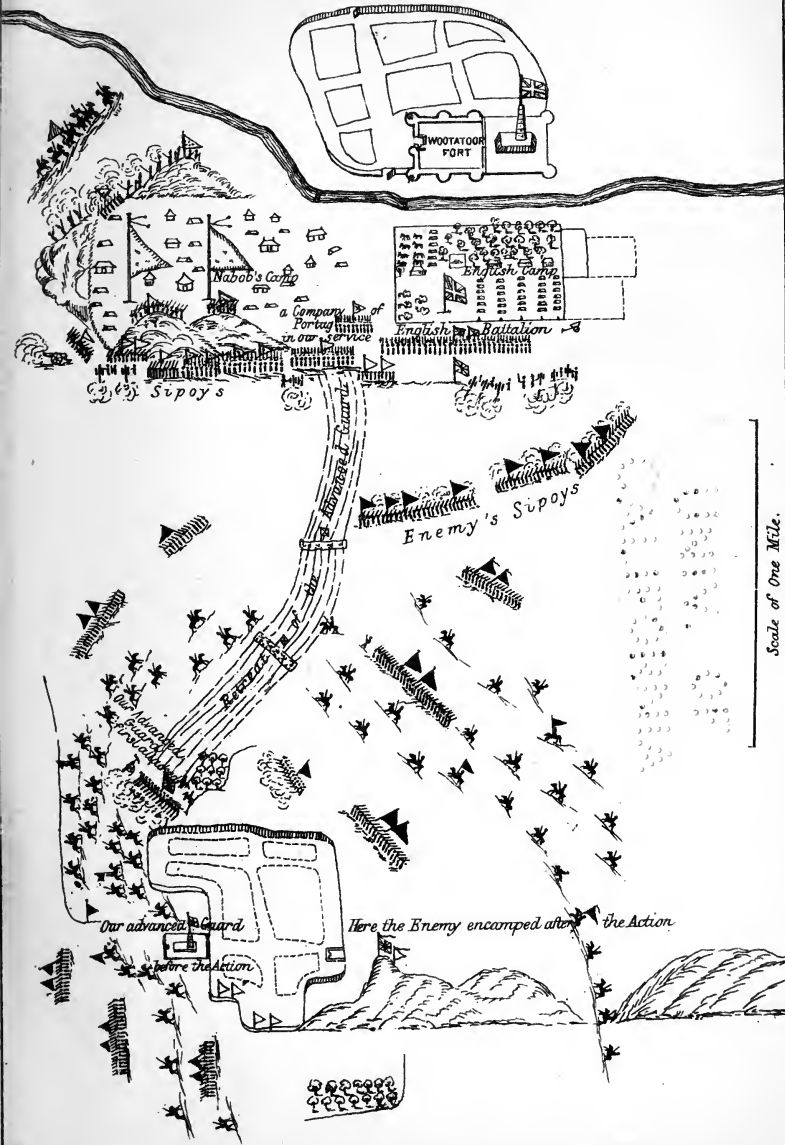 WOOTATOOR
FORT
Nabob's Camp
English Camp
a Company of
Portug
in our service
English Battalion
Sipoys
Enemy's Sipoys
Retreat of the Advanced Guard
Scale of One Mile.
Our Advanced
Guard
Our advanced Guard
before the Action
Here the Enemy encamped after the Action